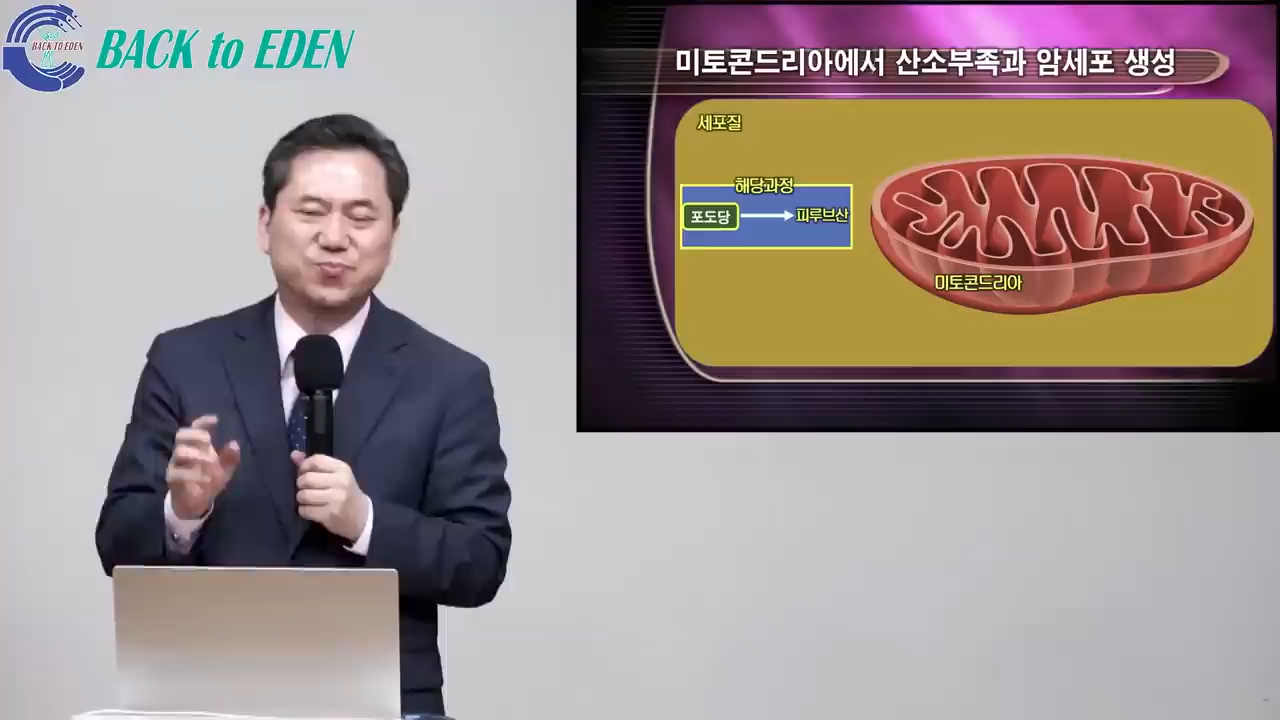 BACK TO EDEN
BACK to EDEN
미토콘드리아에서 산소부족과 암세포 생성
세포질
해당과정
포도당
피루브산
미토콘드리아